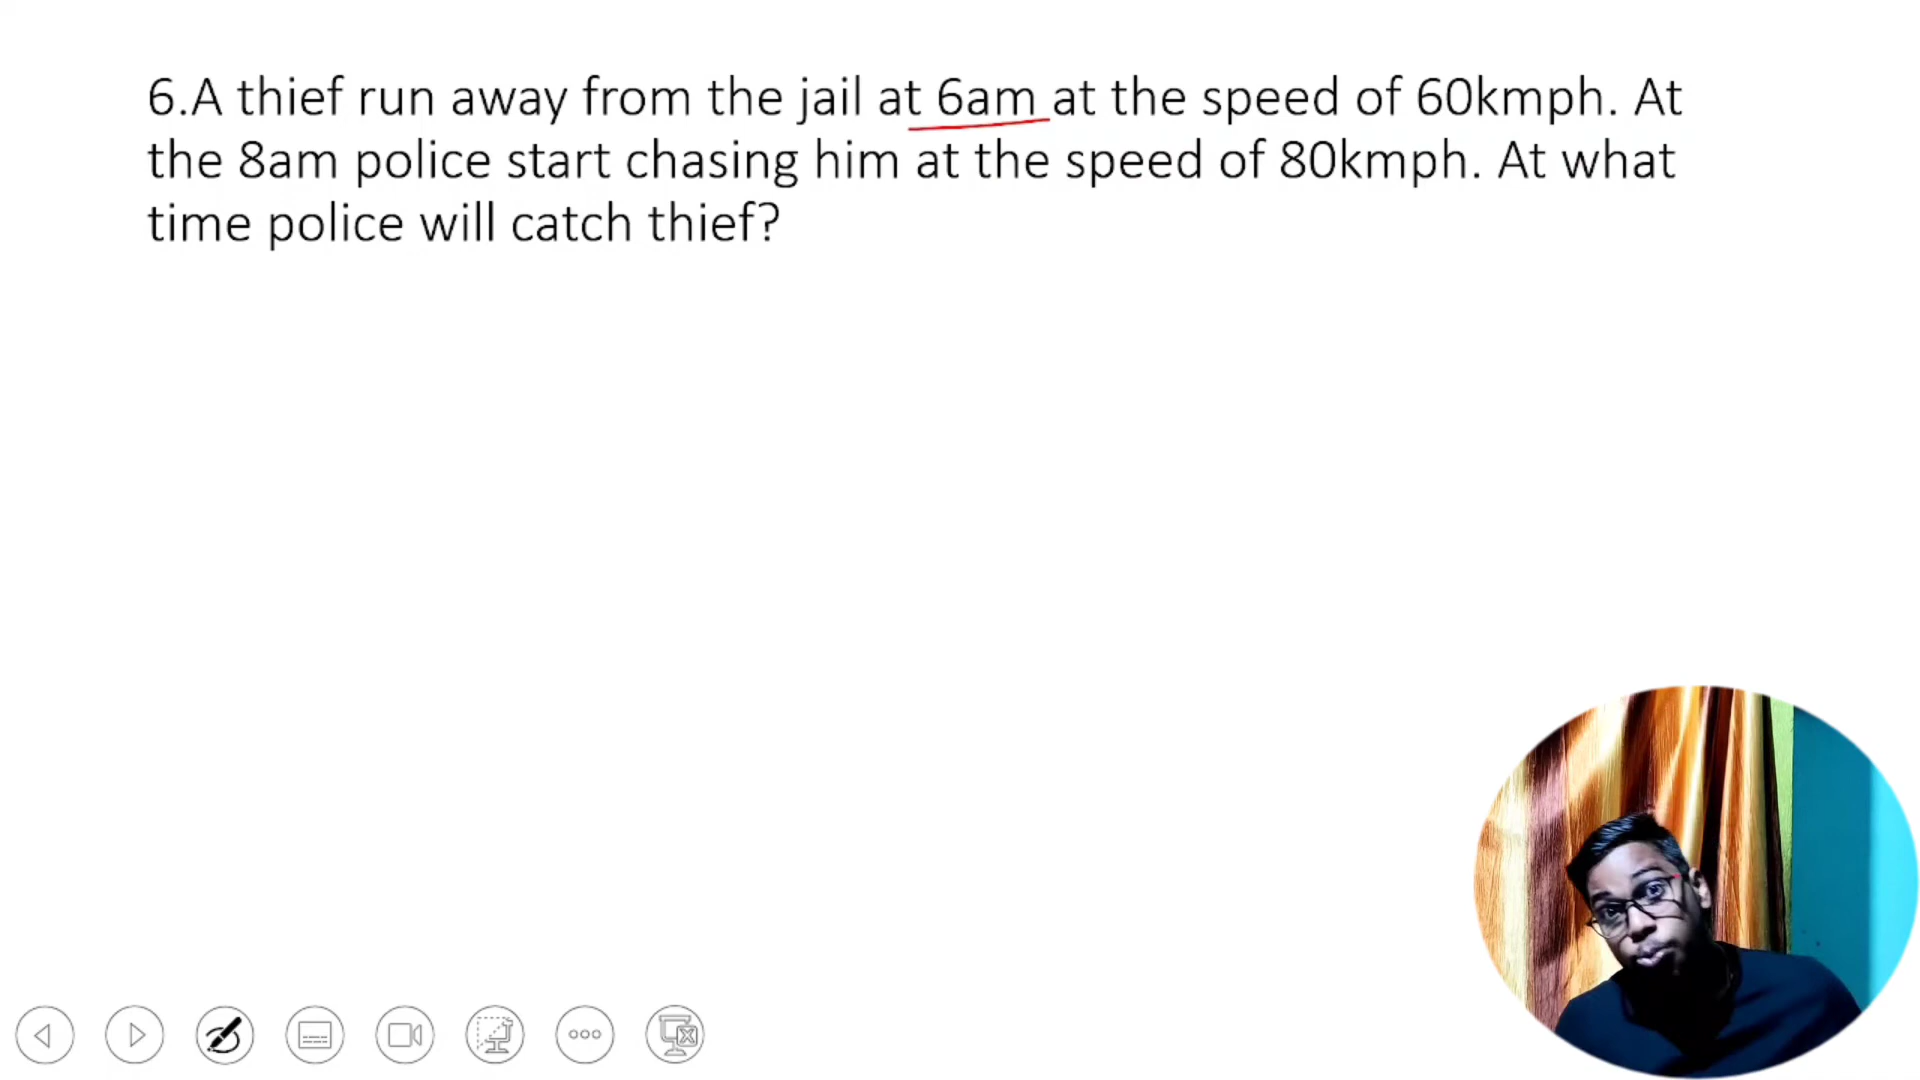 6.A thief run away from the jail at 6am at the speed of 60kmph. At
the 8am police start chasing him at the speed of 80kmph. At what
time police will catch thief?